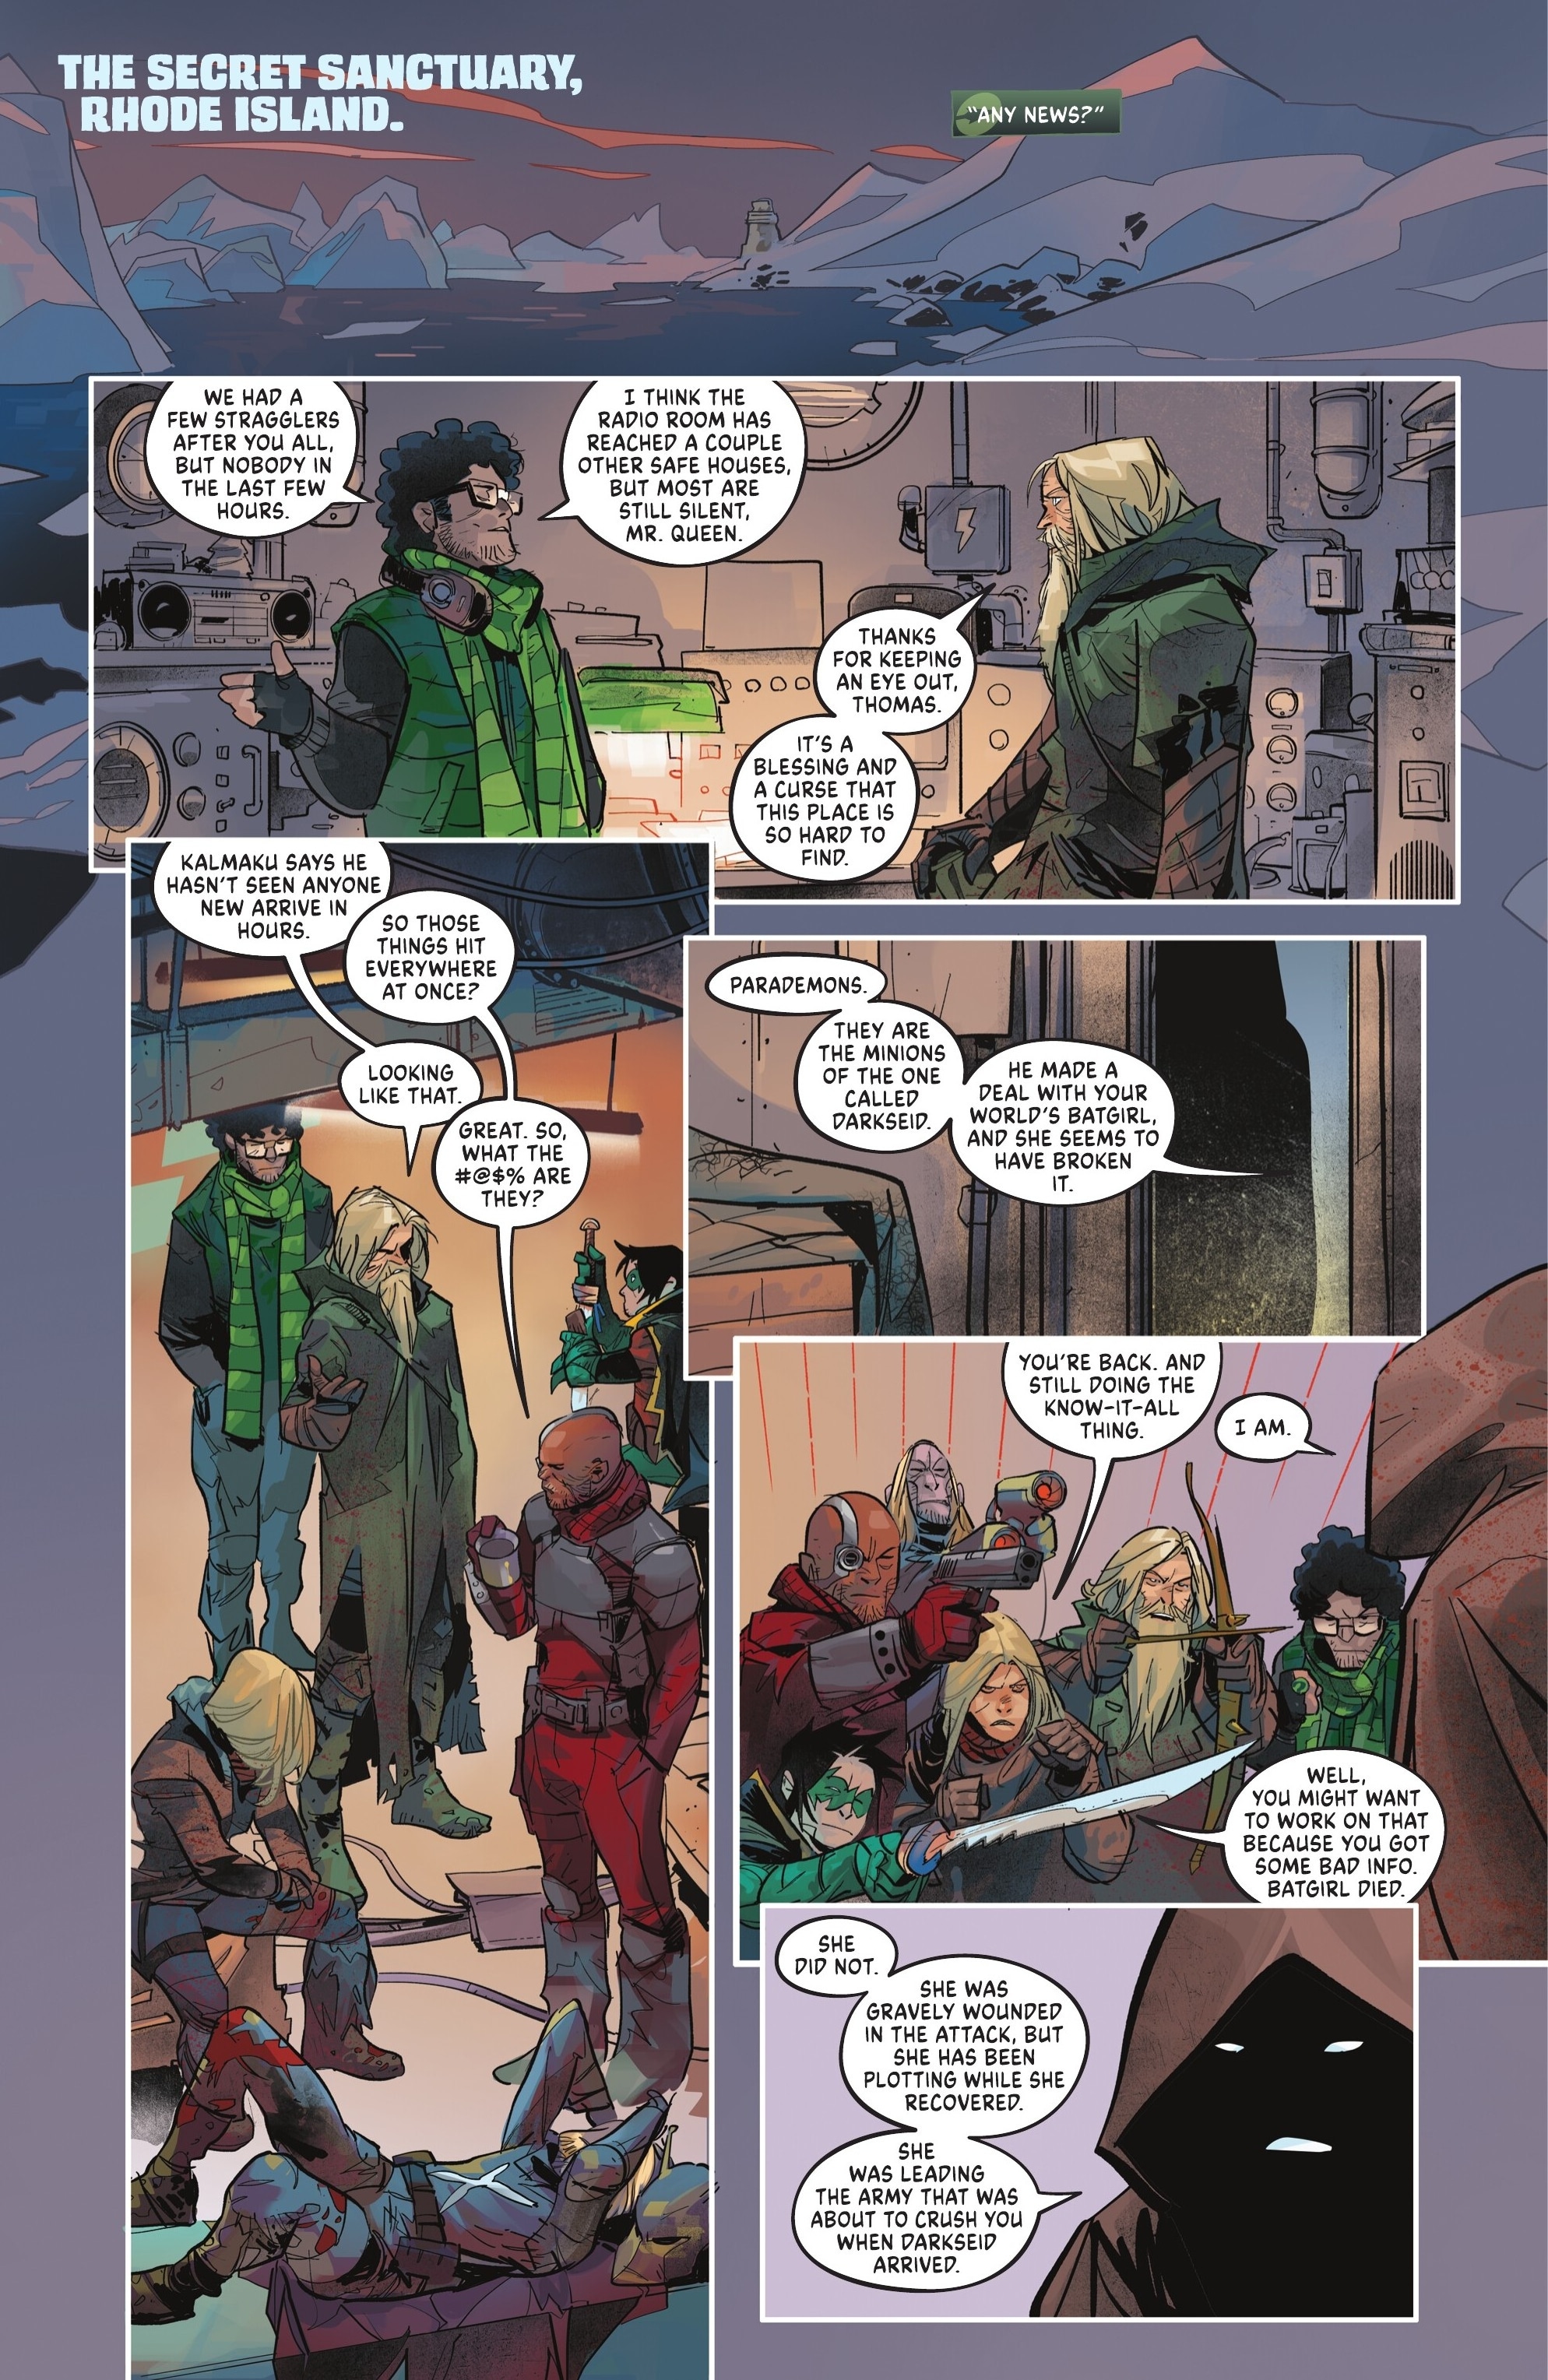 THE SECRET SANCTUARY,
RHODE ISLAND.
"ANY NEWS?"
WE HAD A
FEW STRAGGLERS
AFTER YOU ALL,
BUT NOBODY IN
THE LAST FEW
HOURS.
I THINK THE
RADIO ROOM HAS
REACHED A COUPLE
OTHER SAFE HOUSES,
BUT MOST ARE
STILL SILENT,
MR. QUEEN.
THANKS
FOR KEEPING
AN EYE OUT,
THOMAS.
IT'S A
BLESSING AND
A CURSE THAT
THIS PLACE IS
SO HARD TO
FIND.
KALMAKU SAYS HE
HASN'T SEEN ANYONE
NEW ARRIVE IN
HOURS.
SO THOSE
THINGS HIT
EVERYWHERE
AT ONCE?
LOOKING
LIKE THAT.
GREAT. SO,
WHAT THE
#@$% ARE
THEY?
PARADEMONS.
THEY ARE
THE MINIONS
OF THE ONE
CALLED
DARKSEID.
HE MADE A
DEAL WITH YOUR
WORLD'S BATGIRL,
AND SHE SEEMS TO
HAVE BROKEN
IT.
YOU'RE BACK. AND
STILL DOING THE
KNOW-IT-ALL
THING.
I AM.
WELL,
YOU MIGHT WANT
TO WORK ON THAT
BECAUSE YOU GOT
SOME BAD INFO.
BATGIRL DIED.
SHE
DID NOT.
SHE WAS
GRAVELY WOUNDED
IN THE ATTACK, BUT
SHE HAS BEEN
PLOTTING WHILE SHE
RECOVERED.
SHE
WAS LEADING
THE ARMY THAT WAS
ABOUT TO CRUSH YOU
WHEN DARKSEID
ARRIVED.